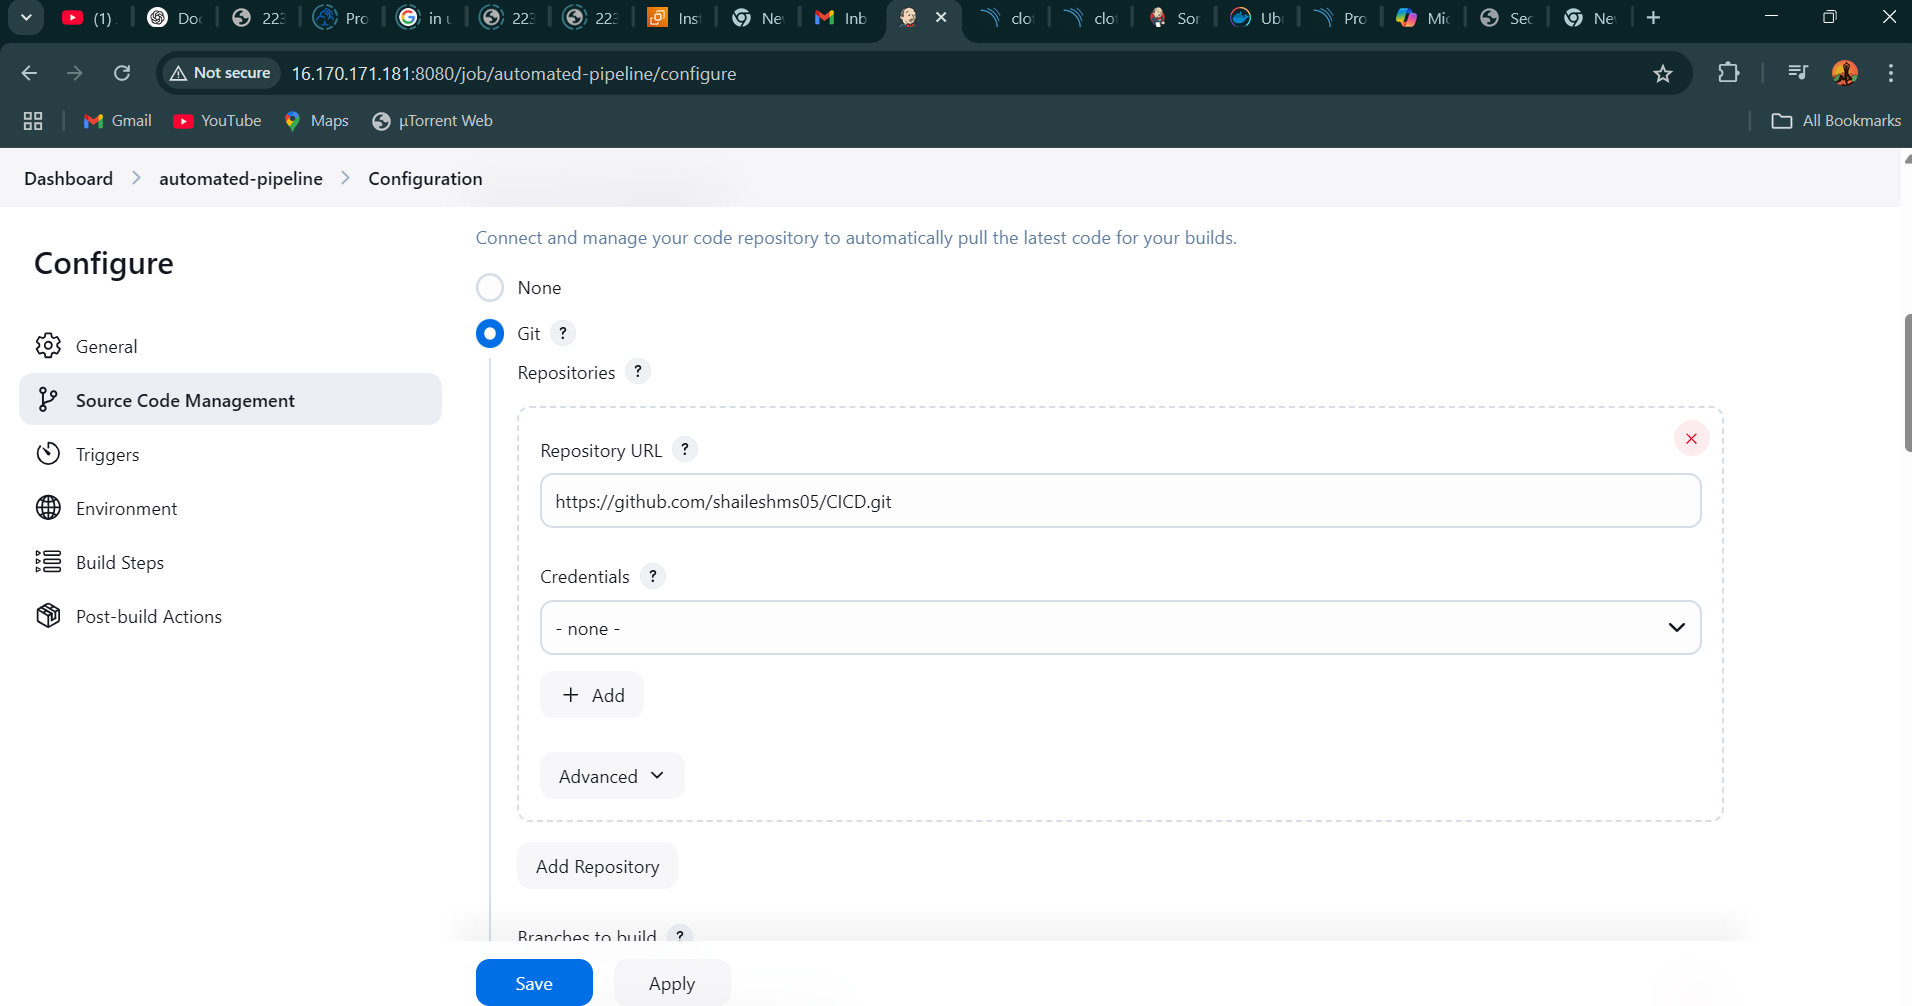 (1)
Do
223
Pro
in u
223
223
Ins
Ne
Inb
clo
clo
Son
Ub
Pro
Mic
Sec
Ne
Not secure
16.170.171.181:8080/job/automated-pipeline/configure
Gmail
YouTube
Maps
µTorrent Web
All Bookmarks
Dashboard
automated-pipeline
Configuration
Configure
General
Source Code Management
Triggers
Environment
Build Steps
Post-build Actions
Connect and manage your code repository to automatically pull the latest code for your builds.
None
Git ?
Repositories ?
Repository URL ?
https://github.com/shaileshms05/CICD.git
Credentials ?
- none -
+ Add
Advanced
Add Repository
Branches to build ?
Save
Apply